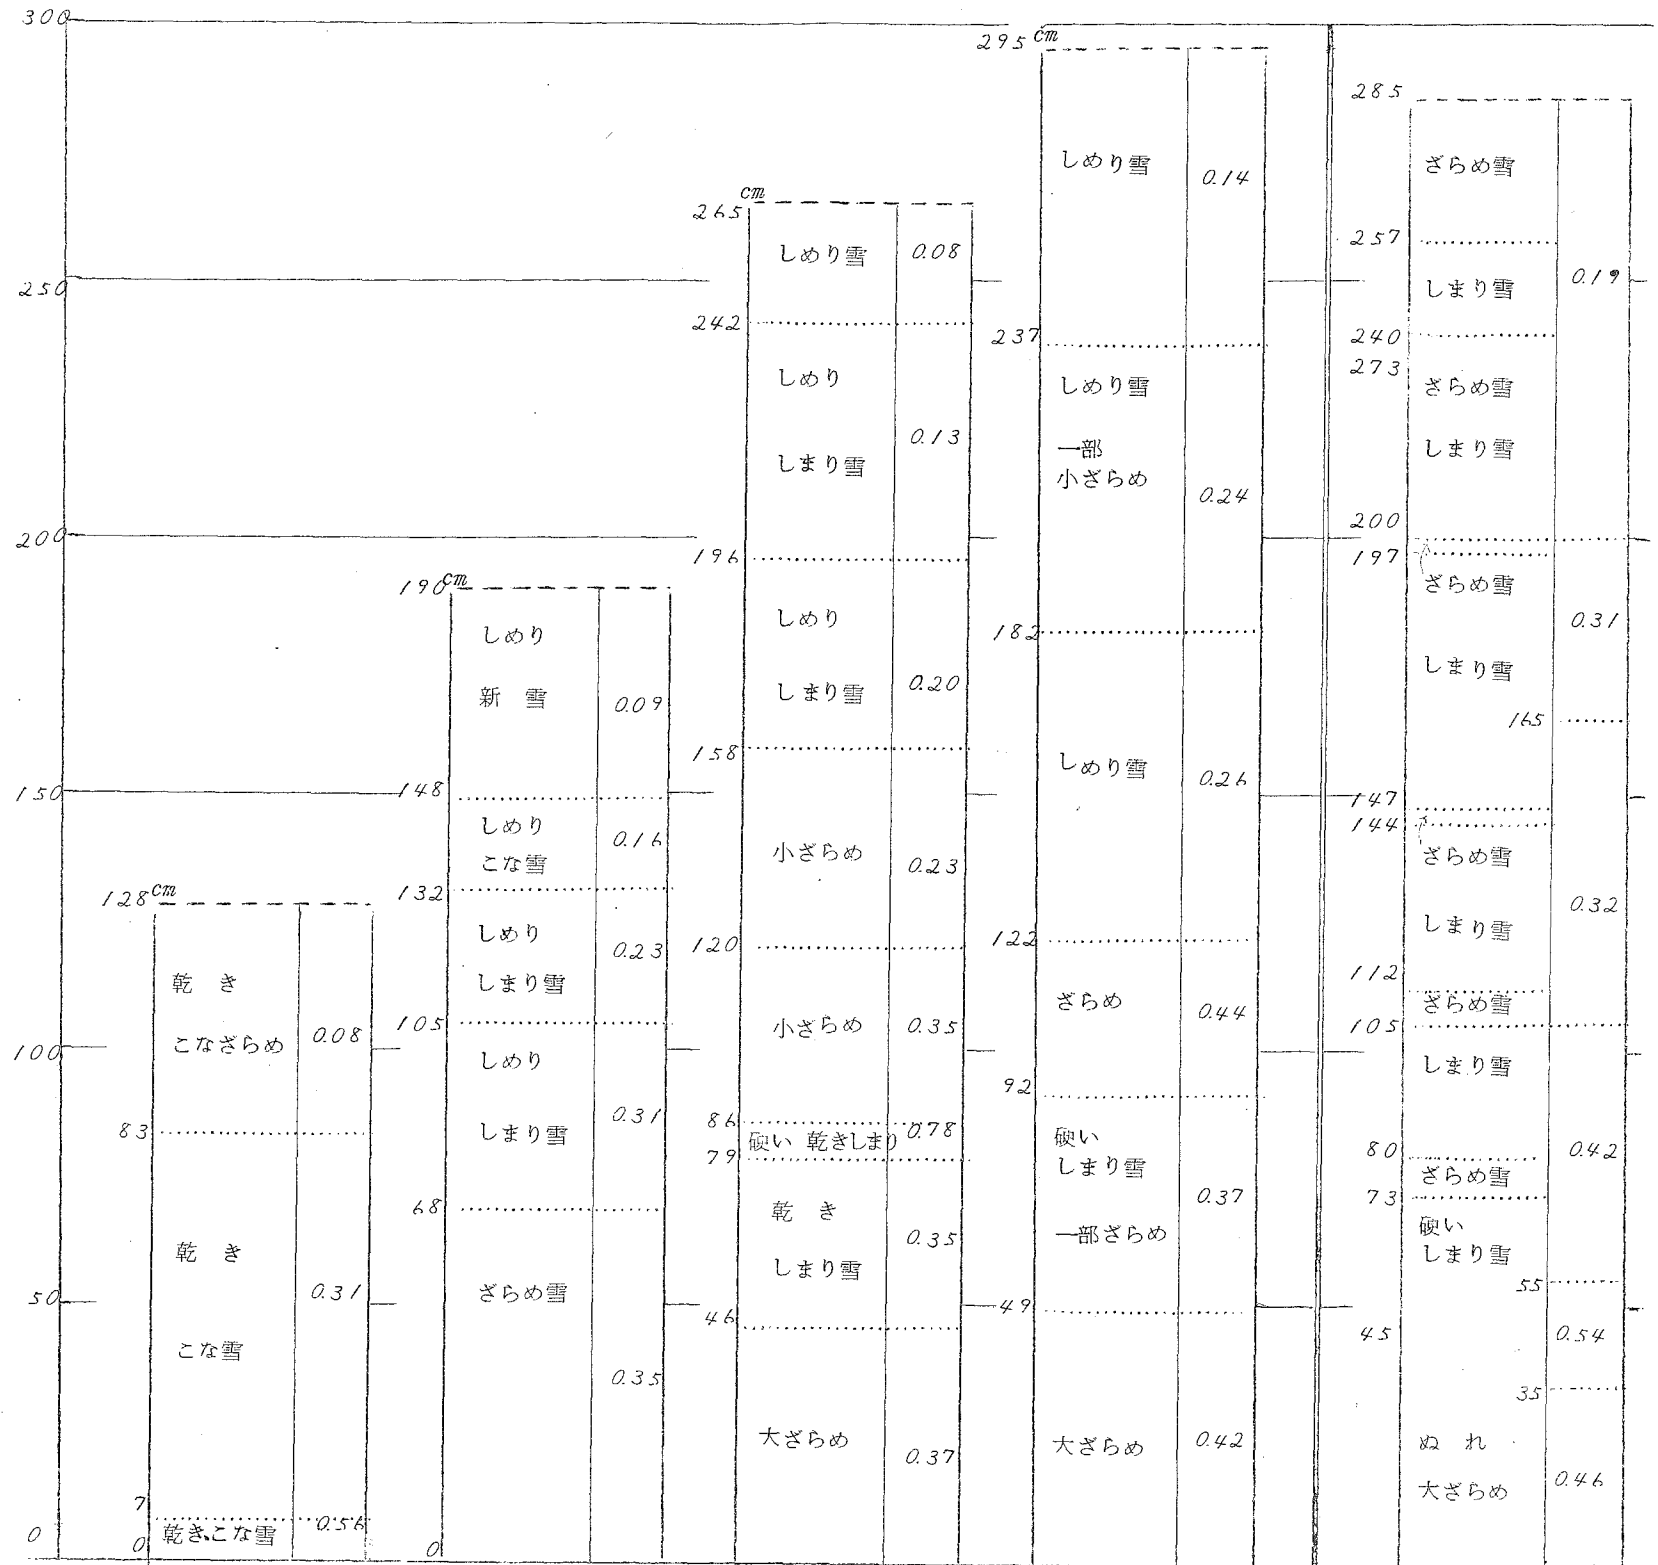 300
250
200
150
100
50
0
128cm
乾 き
こなざらめ
0.08
83
乾 き
こな雪
0.31
7
乾き、こな雪
0.56
0
190cm
しめり
新 雪
0.09
148
しめり
こな雪
0.16
132
しめり
しまり雪
0.23
105
しめり
しまり雪
0.31
68
ざらめ雪
0.35
0
265cm
しめり雪
0.08
242
しめり
しまり雪
0.13
196
しめり
しまり雪
0.20
158
小ざらめ
0.23
120
小ざらめ
0.35
86
硬い 乾きしまり
0.78
79
乾 き
しまり雪
0.35
46
大ざらめ
0.37
295cm
しめり雪
0.14
237
しめり雪
一部
小ざらめ
0.24
182
しめり雪
0.26
122
ざらめ
0.44
92
硬い
しまり雪
一部ざらめ
0.37
49
大ざらめ
0.42
285
ざらめ雪
257
しまり雪
0.19
240
273
ざらめ雪
しまり雪
200
197
ざらめ雪
0.31
しまり雪
165
147
144
ざらめ雪
0.32
しまり雪
112
ざらめ雪
105
しまり雪
80
0.42
ざらめ雪
73
硬い
しまり雪
55
45
0.54
35
ぬ れ
大ざらめ
0.46